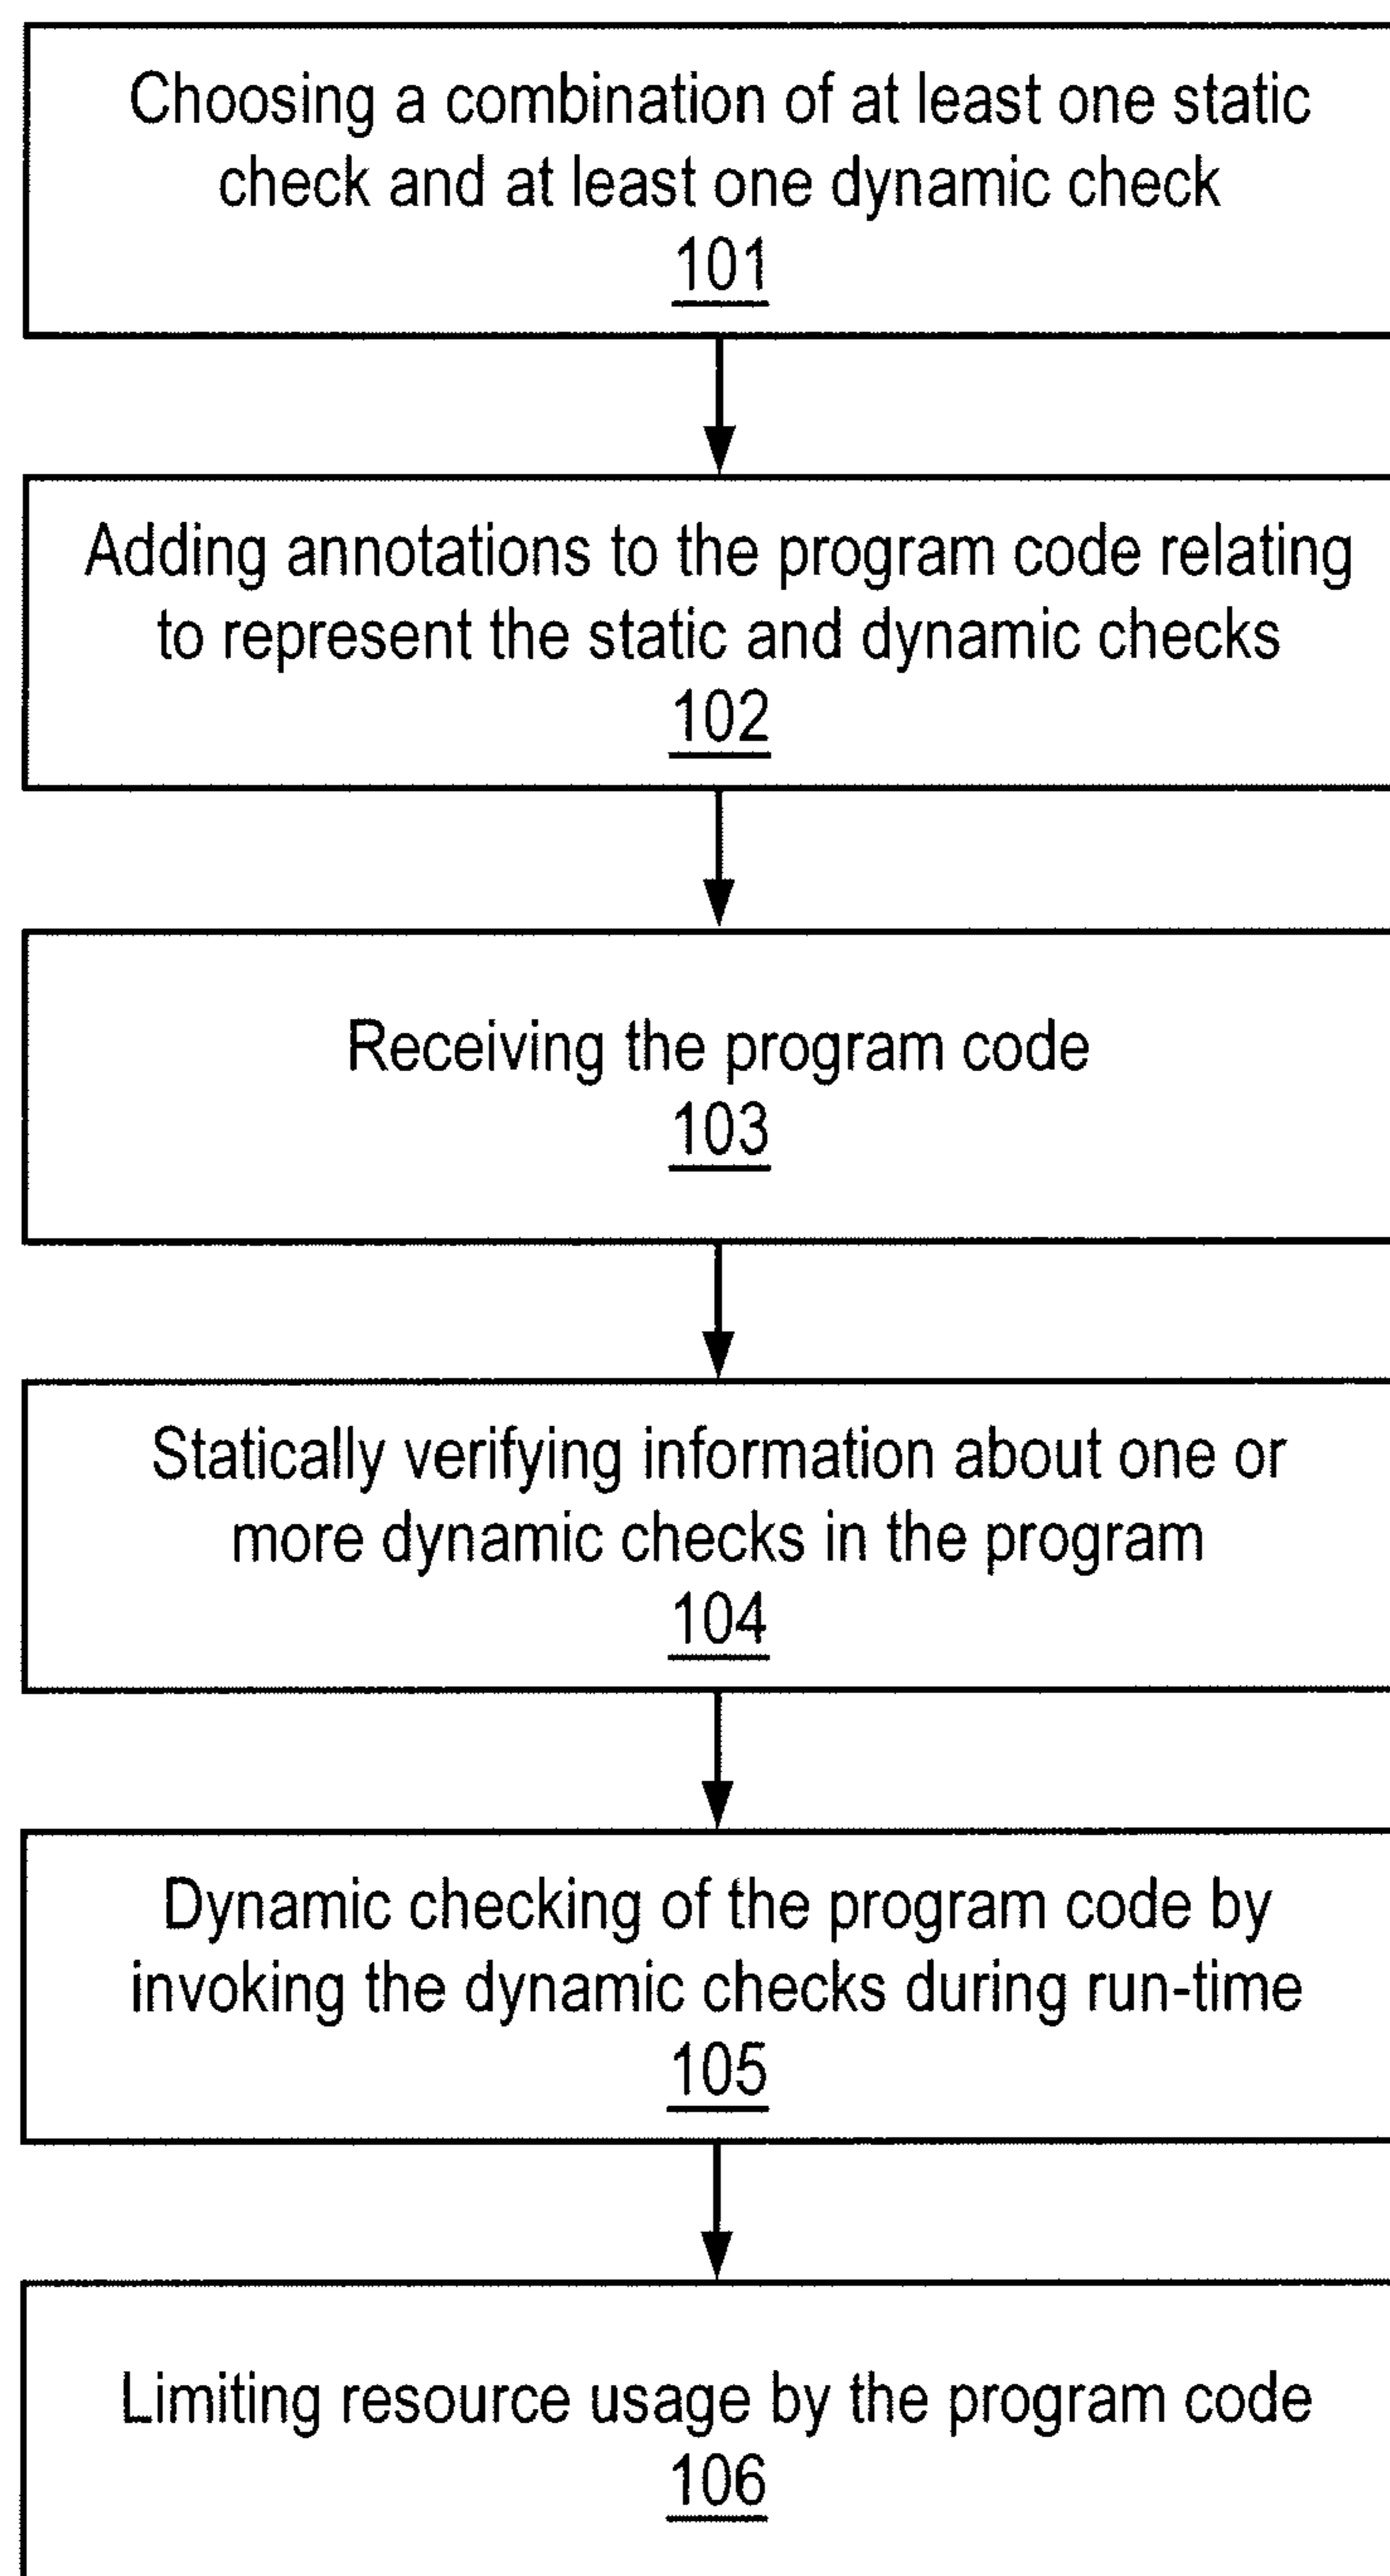 Choosing a combination of at least one static
check and at least one dynamic check
101
Adding annotations to the program code relating
to represent the static and dynamic checks
102
Receiving the program code
103
Statically verifying information about one or
more dynamic checks in the program
104
Dynamic checking of the program code by
invoking the dynamic checks during run-time
105
Limiting resource usage by the program code
106